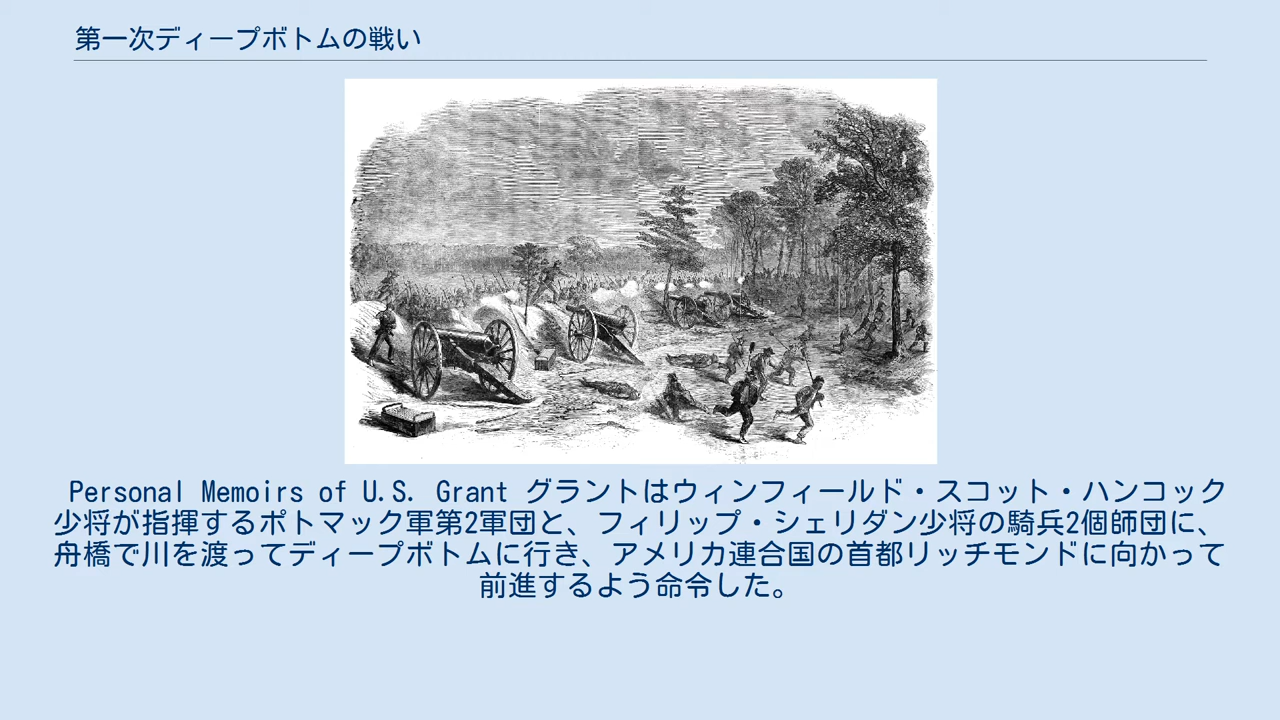 第一次ディープボトムの戦い
Personal Memoirs of U.S. Grant グラントはウィンフィールド・スコット・ハンコック
少将が指揮するポトマック軍第2軍団と、フィリップ・シェリダン少将の騎兵2個師団に、
舟橋で川を渡ってディープボトムに行き、アメリカ連合国の首都リッチモンドに向かって
前進するよう命令した。